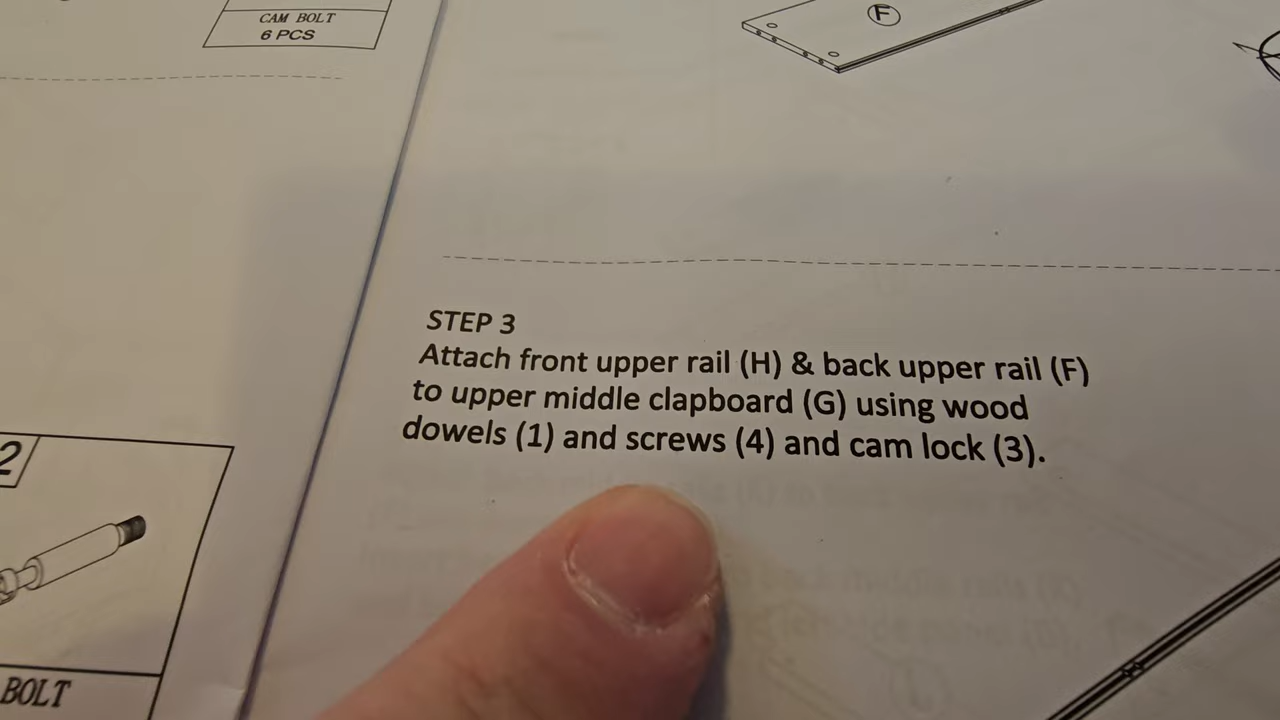 CAM BOLT
6 PCS
F
STEP 3
Attach front upper rail (H) & back upper rail (F)
to upper middle clapboard (G) using wood
dowels (1) and screws (4) and cam lock (3).
2
BOLT